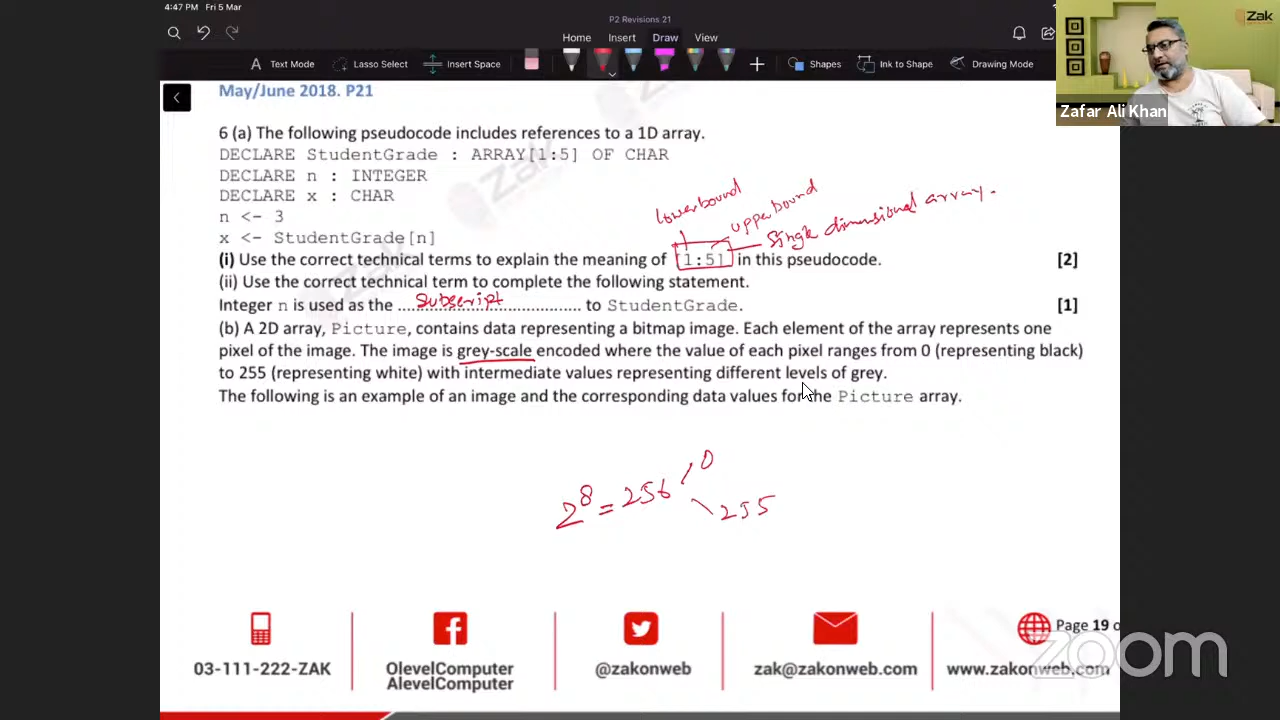 4:47 PM Fri 5 Mar
P2 Revisions 21
Home Insert Draw View
Text Mode Lasso Select Insert Space Shapes Ink to Shape Drawing Mode
Zak
Zafar Ali Khan
May/June 2018. P21
6 (a) The following pseudocode includes references to a 1D array.
DECLARE StudentGrade : ARRAY[1:5] OF CHAR
DECLARE n : INTEGER
DECLARE x : CHAR
n <- 3
x <- StudentGrade[n]
lowerbound
upperbound
Single dimensional array.
(i) Use the correct technical terms to explain the meaning of [1:5] in this pseudocode. [2]
(ii) Use the correct technical term to complete the following statement.
Integer n is used as the ....Subscript.... to StudentGrade. [1]
(b) A 2D array, Picture, contains data representing a bitmap image. Each element of the array represents one
pixel of the image. The image is grey-scale encoded where the value of each pixel ranges from 0 (representing black)
to 255 (representing white) with intermediate values representing different levels of grey.
The following is an example of an image and the corresponding data values for the Picture array.
2^8 = 256
0
255
Page 19
zoom
03-111-222-ZAK
OlevelComputer
AlevelComputer
@zakonweb
zak@zakonweb.com
www.zakonweb.com